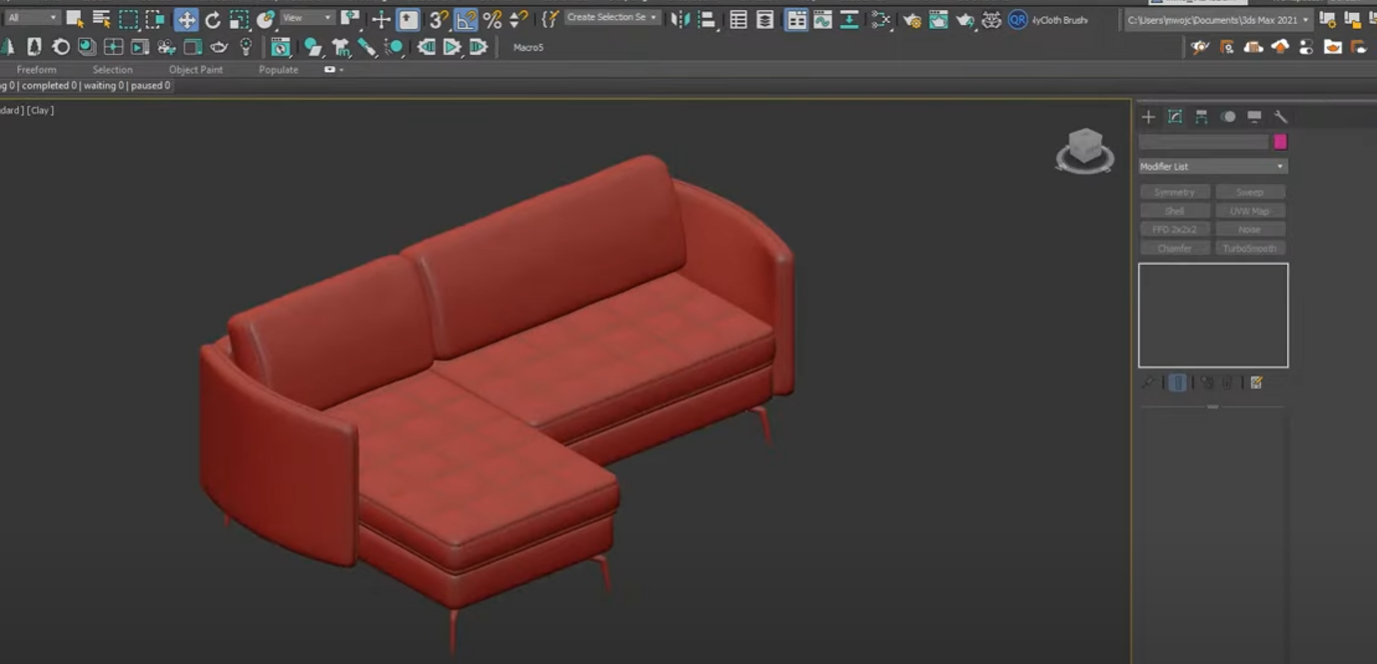 All View Create Selection Se QR lyCloth Brush C:\Users\mwojc\Documents\3ds Max 2021
Macro5
Freeform Selection Object Paint Populate
g 0 | completed 0 | waiting 0 | paused 0
dard ] [Clay ]
Modifier List
Symmetry Sweep
Shell UVW Map
FFD 2x2x2 Noise
Chamfer TurboSmooth